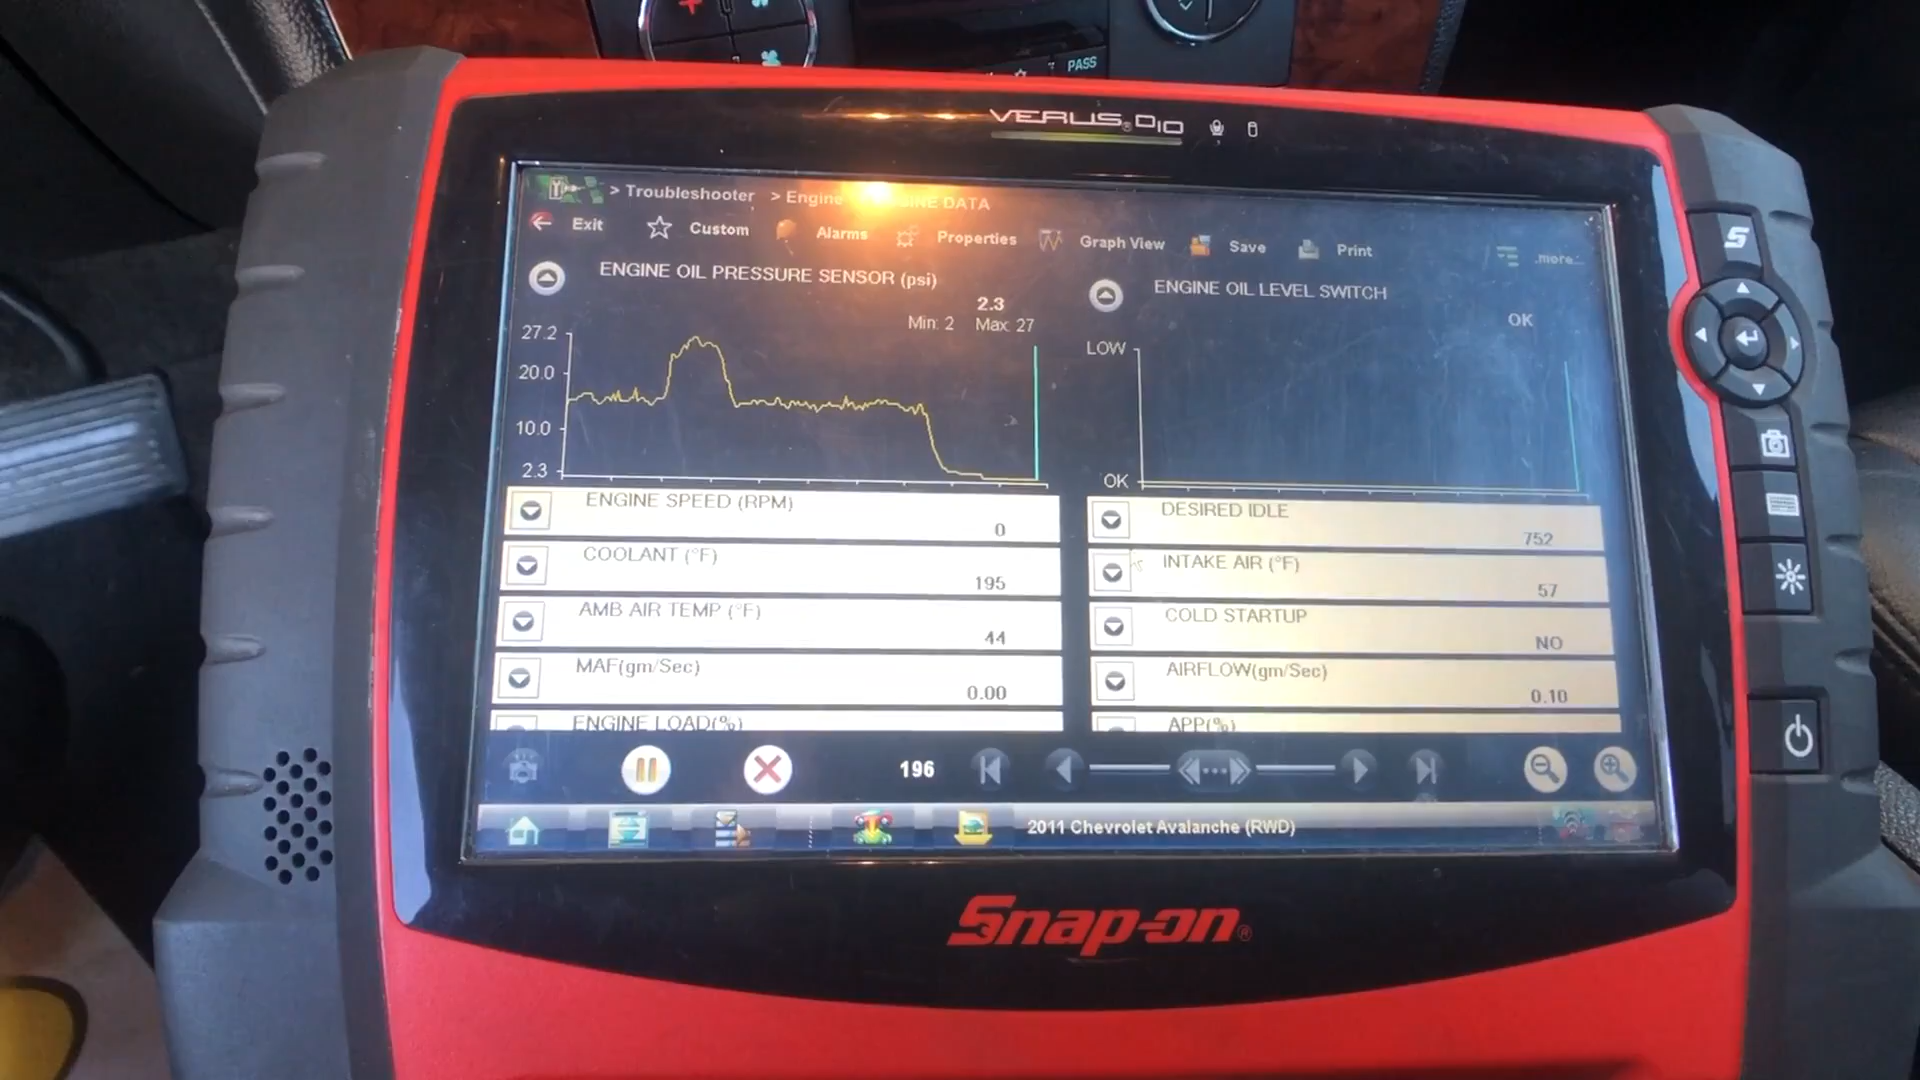 PASS
VERUS® D10
> Troubleshooter > Engine DATA
Exit Custom Alarms Properties Graph View Save Print .more..
ENGINE OIL PRESSURE SENSOR (psi)
2.3
Min: 2 Max: 27
27.2
20.0
10.0
2.3
ENGINE OIL LEVEL SWITCH
OK
LOW
OK
ENGINE SPEED (RPM)
0
DESIRED IDLE
752
COOLANT (°F)
195
INTAKE AIR (°F)
57
AMB AIR TEMP (°F)
44
COLD STARTUP
NO
MAF(gm/Sec)
0.00
AIRFLOW(gm/Sec)
0.10
ENGINE LOAD(%)
APP(%)
196
2011 Chevrolet Avalanche (RWD)
Snap-on®
S